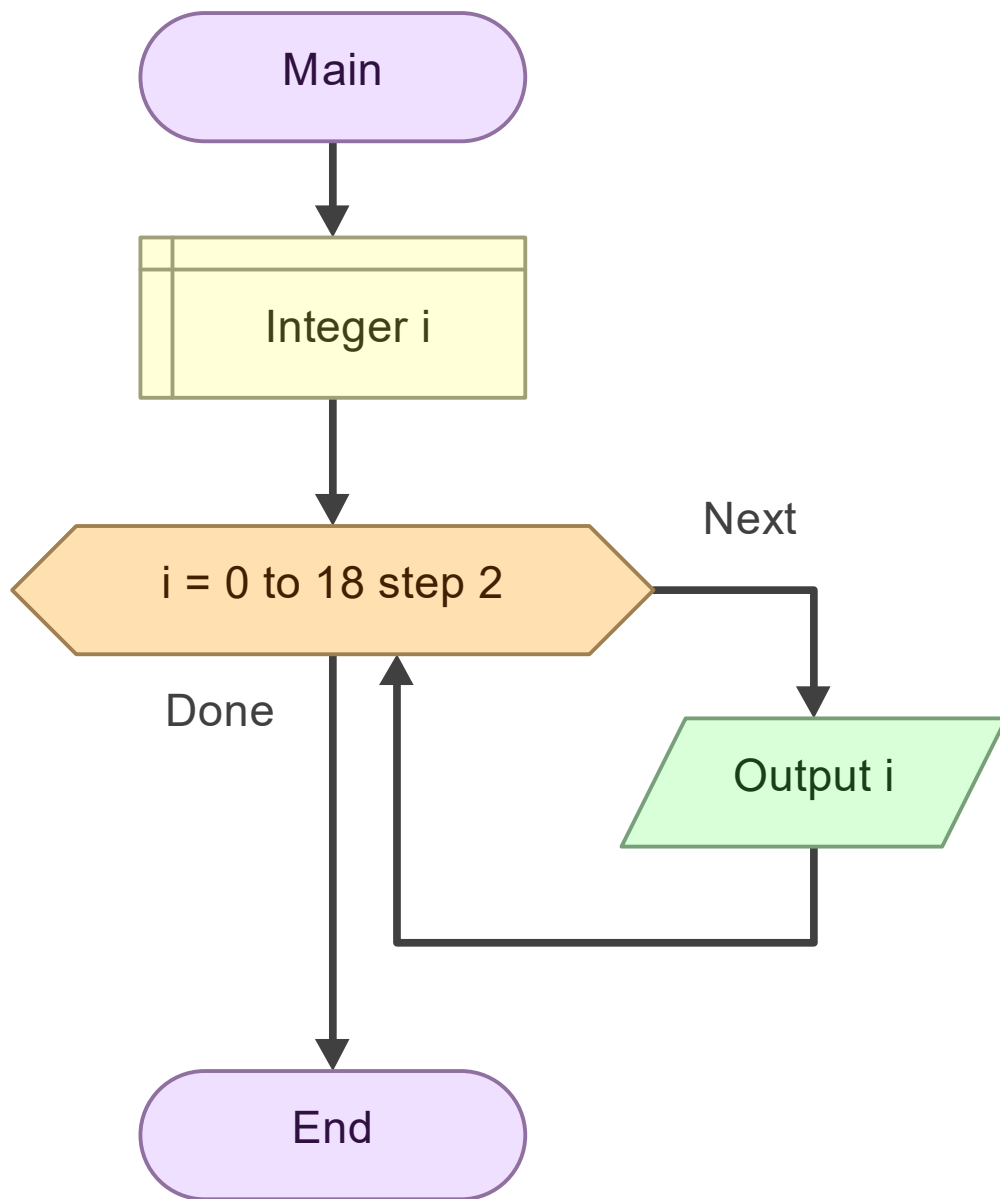 Main
Integer i
i = 0 to 18 step 2
Next
Done
Output i
End